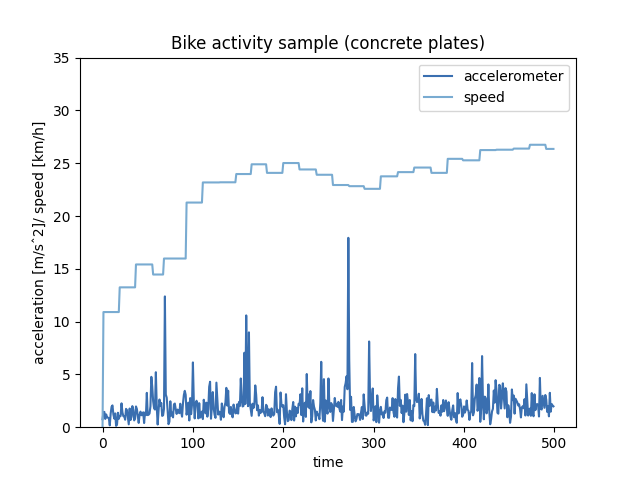 Bike activity sample (concrete plates)
accelerometer
speed
35
30
25
20
15
10
5
0
acceleration [m/sˆ2]/ speed [km/h]
0 100 200 300 400 500
time